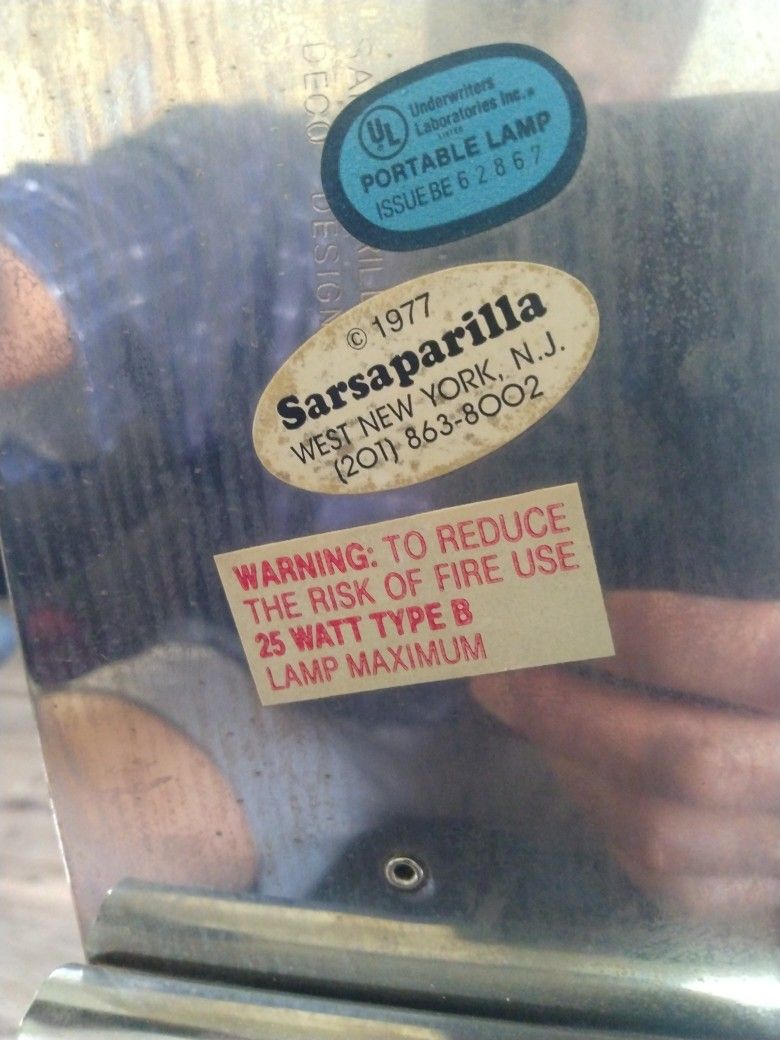 DECO DESIGN
UL
Underwriters
Laboratories Inc.®
LISTED
PORTABLE LAMP
ISSUE BE 62867
© 1977
Sarsaparilla
WEST NEW YORK, N.J.
(201) 863-8002
WARNING: TO REDUCE
THE RISK OF FIRE USE
25 WATT TYPE B
LAMP MAXIMUM